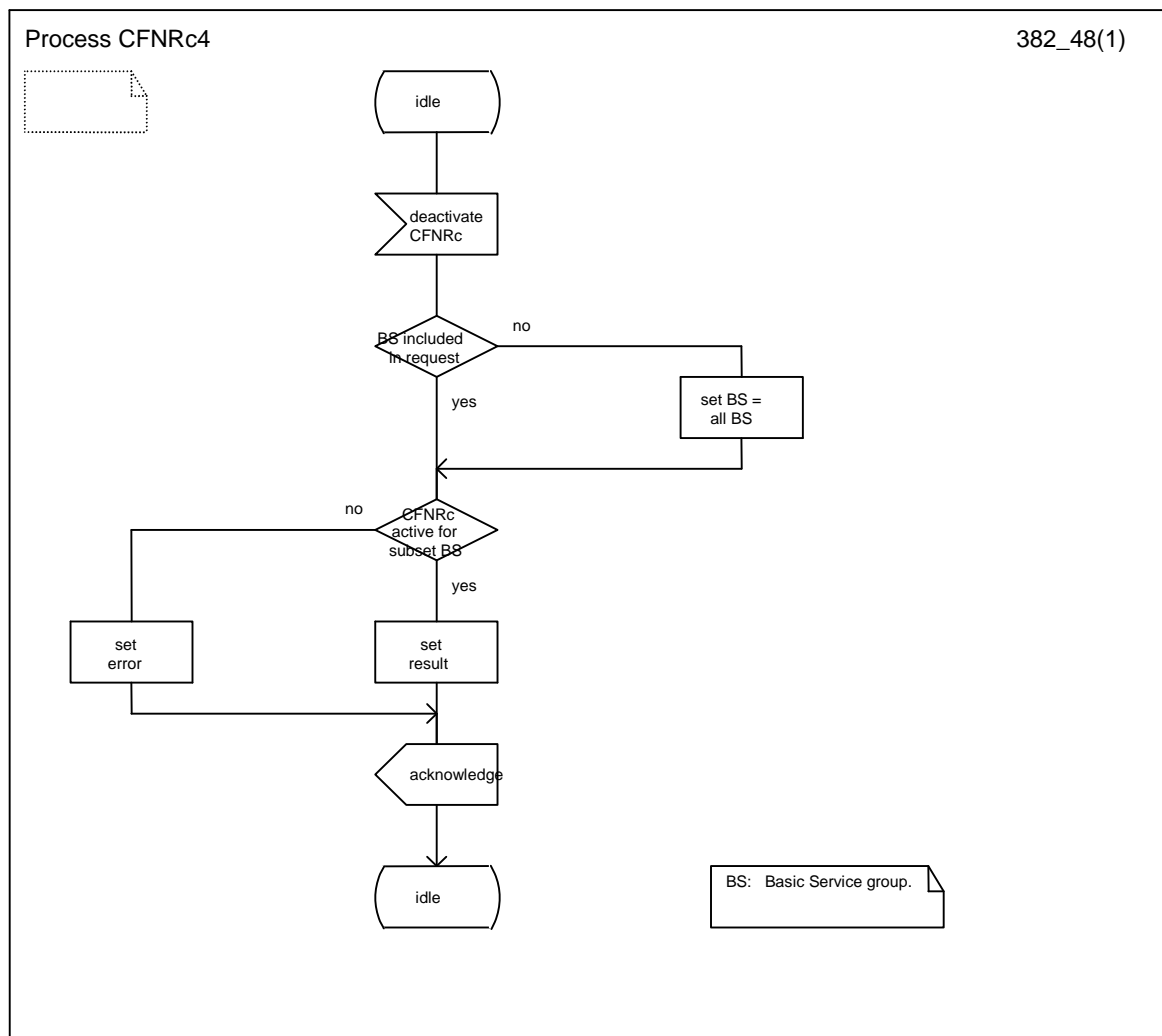 Process CFNRc4
382_48(1)
idle
deactivate
CFNRc
BS included
in request
no
yes
set BS =
all BS
CFNRc
active for
subset BS
no
yes
set
error
set
result
acknowledge
idle
BS: Basic Service group.